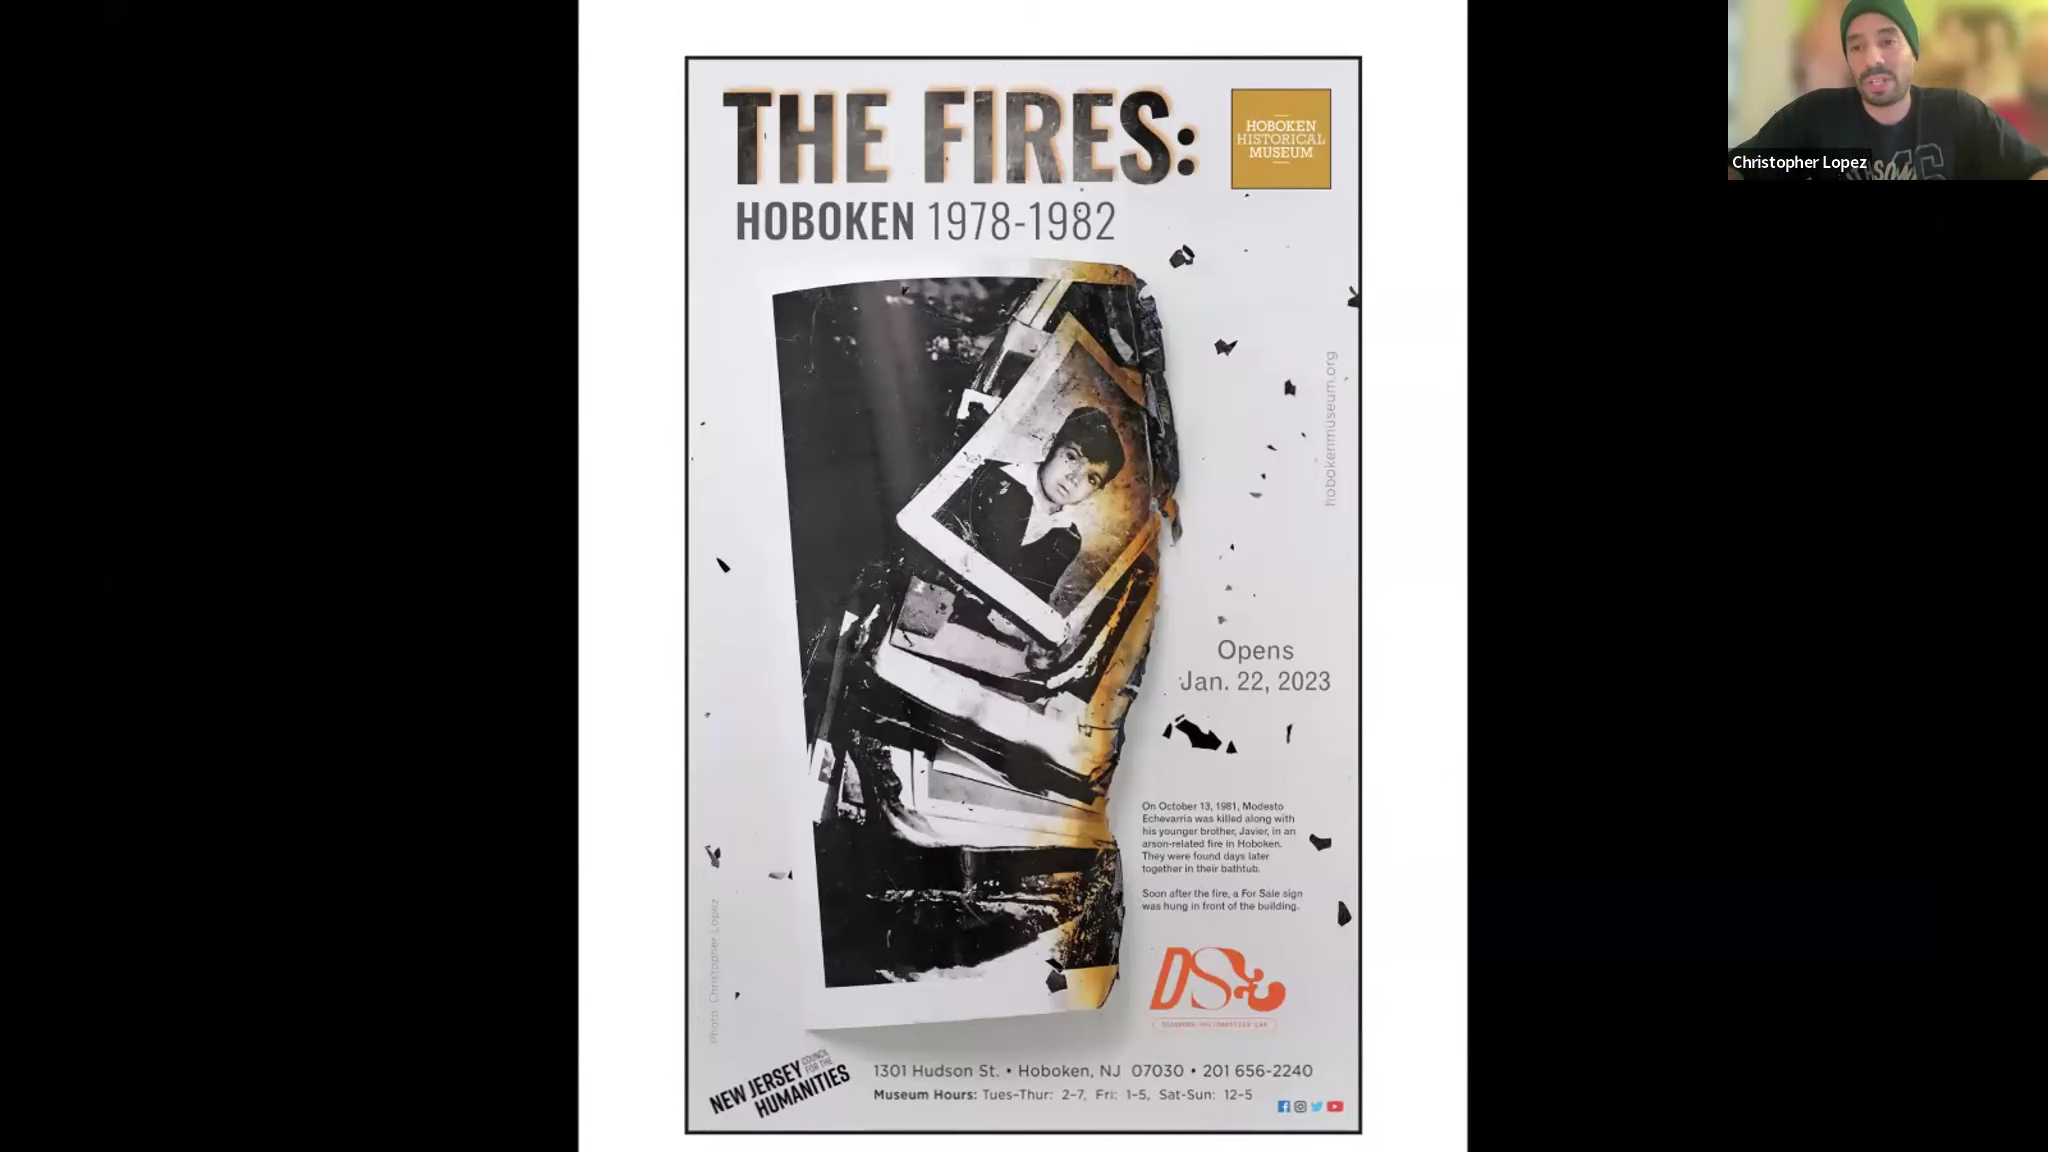 THE FIRES:
HOBOKEN 1978-1982
HOBOKEN
HISTORICAL
MUSEUM
hobokenmuseum.org
Opens
Jan. 22, 2023
On October 13, 1981, Modesto
Echevarria was killed along with
his younger brother, Javier, in an
arson-related fire in Hoboken.
They were found days later
together in their bathtub.
Soon after the fire, a For Sale sign
was hung in front of the building.
DS
DIASPORA SOLIDARITIES LAB
Photo: Christopher Lopez
NEW JERSEY COUNCIL FOR THE HUMANITIES
1301 Hudson St. • Hoboken, NJ 07030 • 201 656-2240
Museum Hours: Tues-Thur: 2-7, Fri: 1-5, Sat-Sun: 12-5
Christopher Lopez